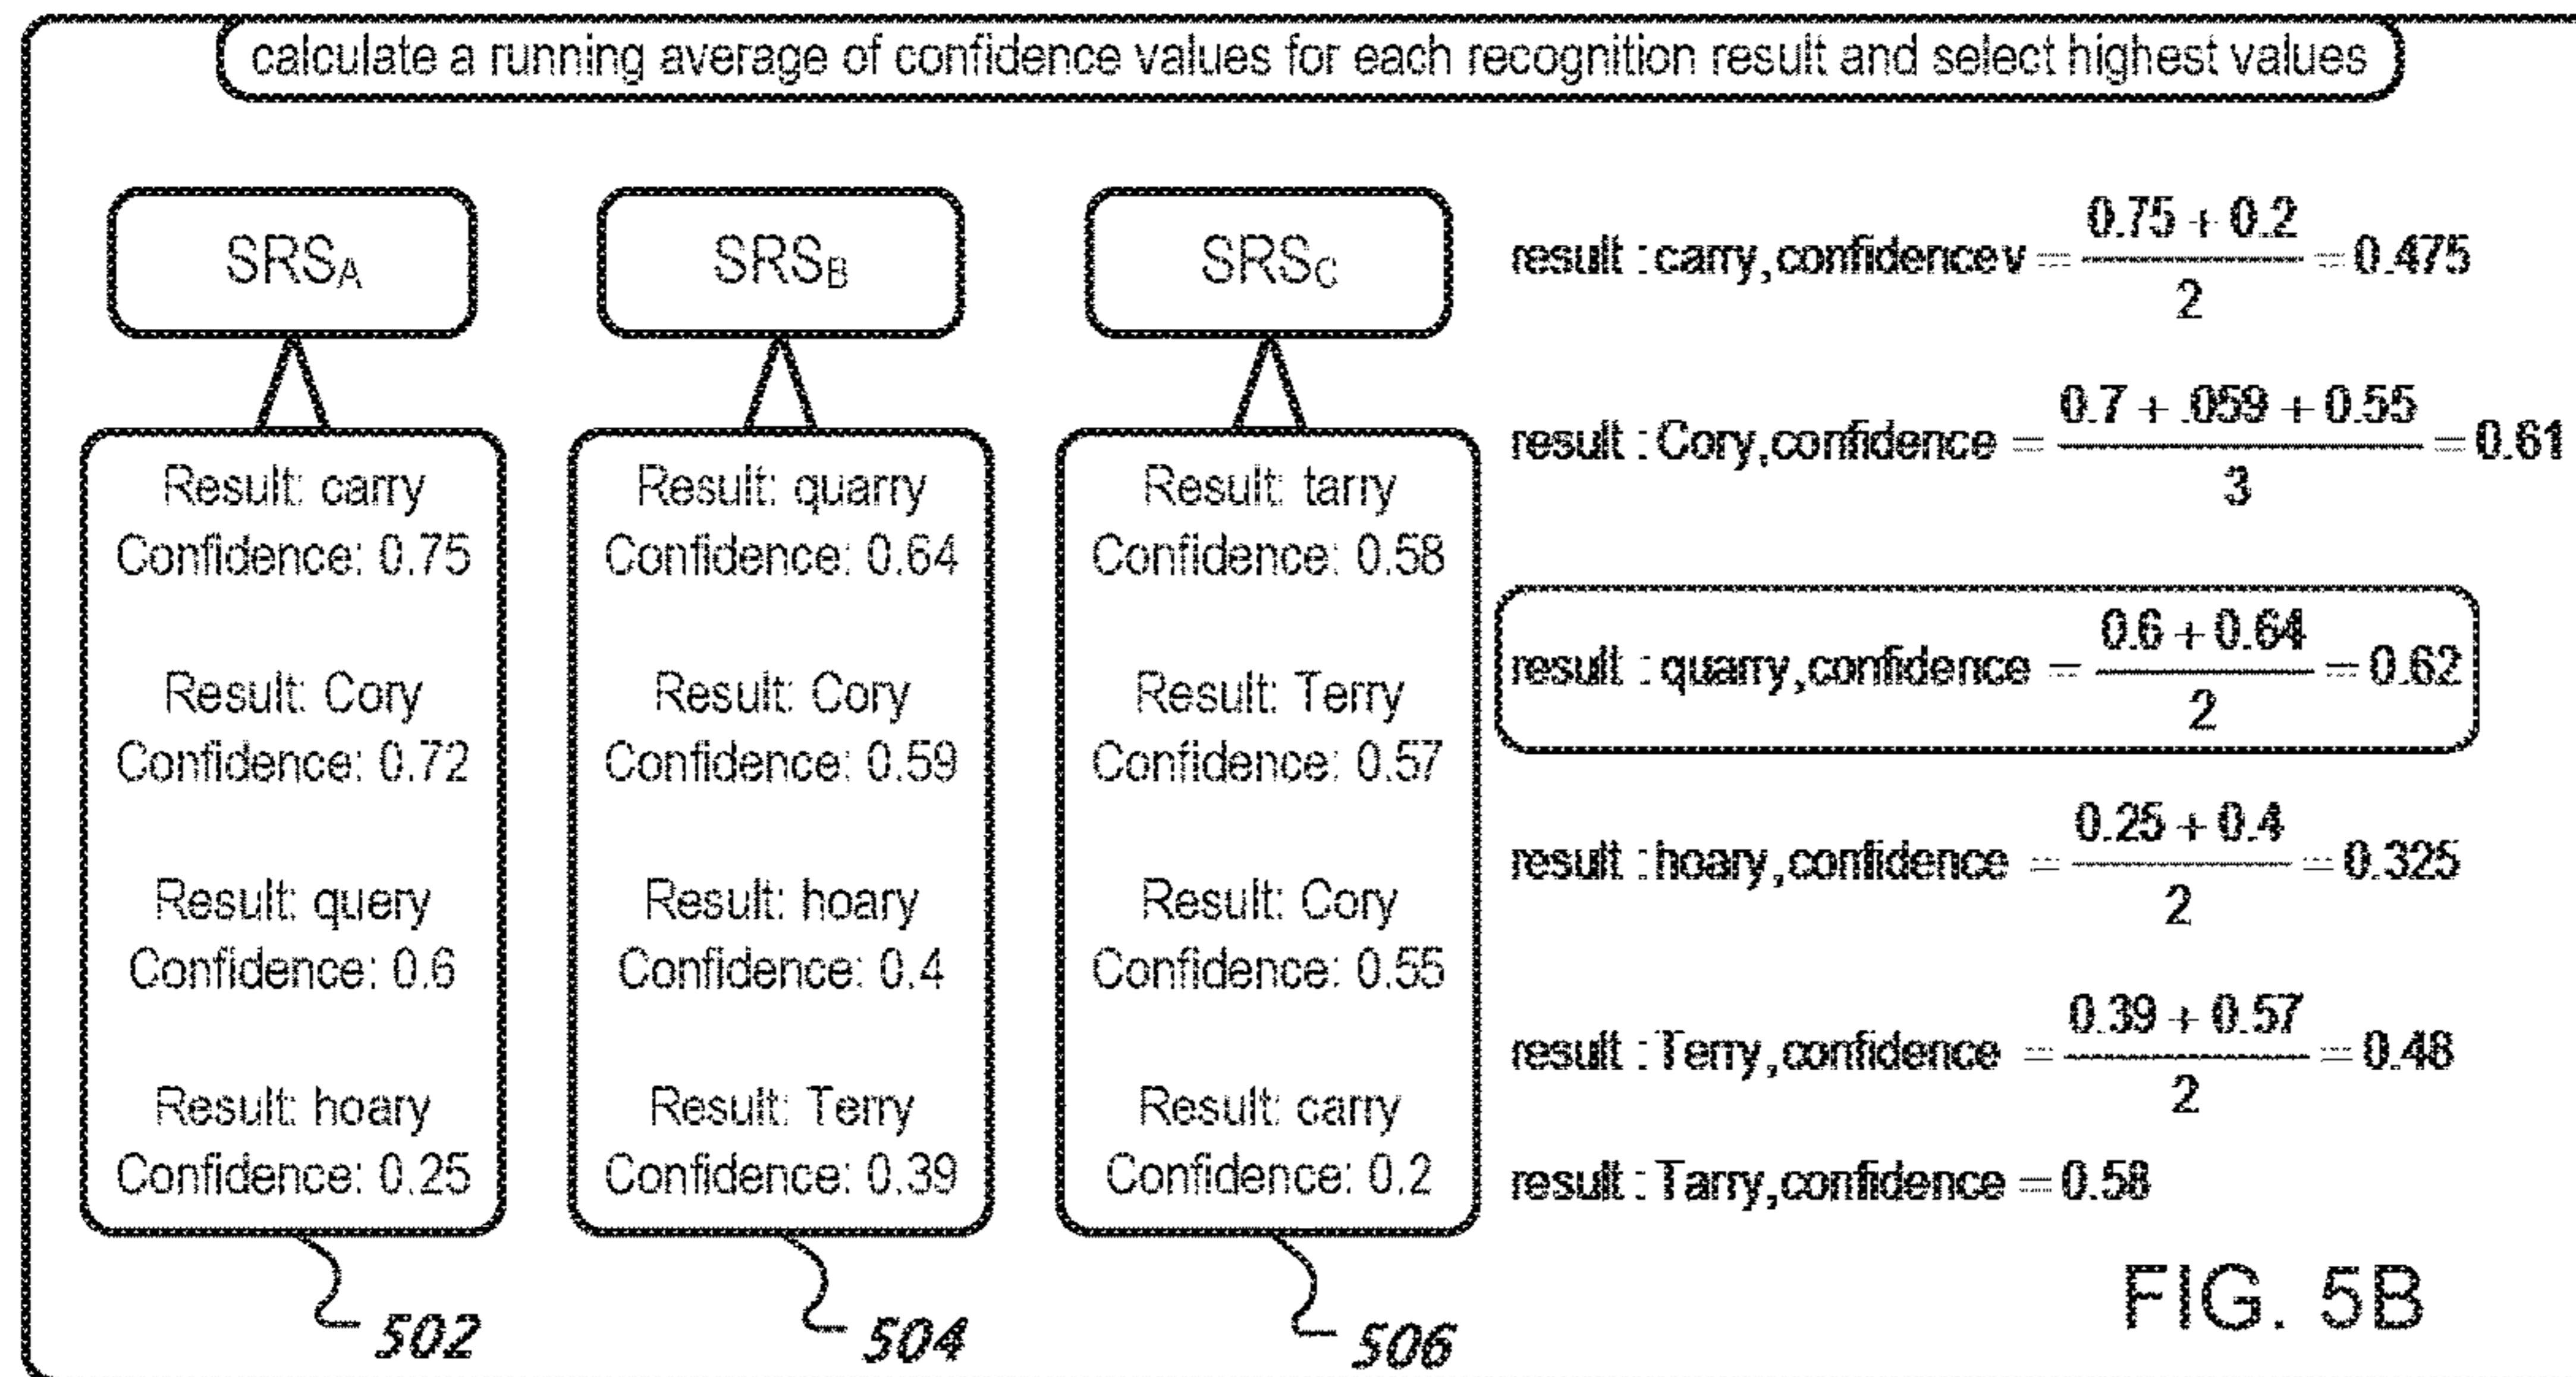 calculate a running average of confidence values for each recognition result and select highest values
SRSA
Result: carry
Confidence: 0.75
Result: Cory
Confidence: 0.72
Result: query
Confidence: 0.6
Result: hoary
Confidence: 0.25
502
SRSB
Result: quarry
Confidence: 0.64
Result: Cory
Confidence: 0.59
Result: hoary
Confidence: 0.4
Result: Terry
Confidence: 0.39
504
SRSC
Result: tarry
Confidence: 0.58
Result: Terry
Confidence: 0.57
Result: Cory
Confidence: 0.55
Result: carry
Confidence: 0.2
506
result : carry, confidencev = (0.75 + 0.2) / 2 = 0.475
result : Cory, confidence = (0.7 + .059 + 0.55) / 3 = 0.61
result : quarry, confidence = (0.6 + 0.64) / 2 = 0.62
result : hoary, confidence = (0.25 + 0.4) / 2 = 0.325
result : Terry, confidence = (0.39 + 0.57) / 2 = 0.48
result : Tarry, confidence = 0.58
FIG. 5B